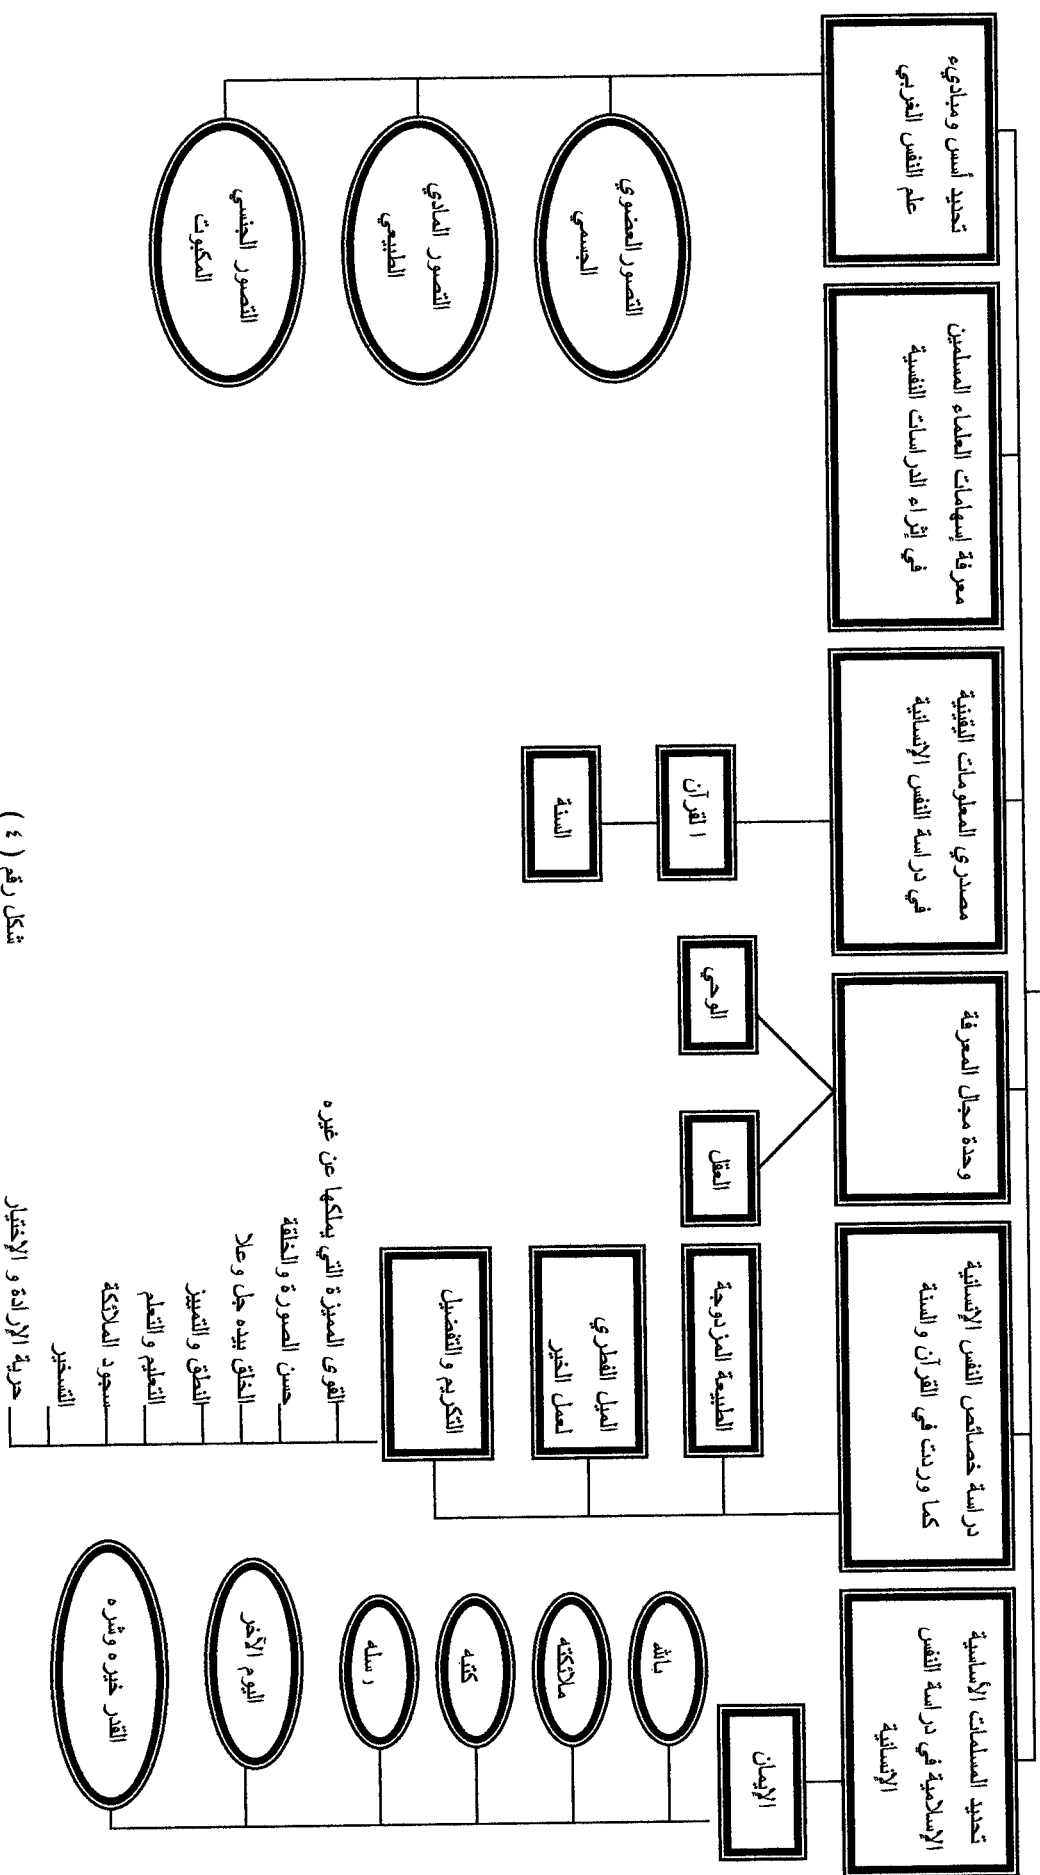 تحديد المسلمات الأساسية
الإسلامية في دراسة النفس
الإنسانية
الإيمان
بالله
ملائكته
كتبه
رسله
اليوم الآخر
القدر خيره وشره
دراسة خصائص النفس الإنسانية
كما وردت في القرآن والسنة
الطبيعة المزدوجة
الميل الفطري
لعمل الخير
التكريم والتفضيل
القوى المميزة التي يملكها عن غيره
حسن الصورة والخلقة
الخلق بيده جل وعلا
النطق والتمييز
التعليم والتعلم
سجود الملائكة
التسخير
حرية الإرادة و الإختيار
وحدة مجال المعرفة
العقل
الوحي
مصدري المعلومات اليقينية
في دراسة النفس الإنسانية
القرآن
السنة
معرفة إسهامات العلماء المسلمين
في إثراء الدراسات النفسية
تحديد أسس ومباديء
علم النفس الغربي
التصور العضوي
الجسمي
التصور المادي
الطبيعي
التصور الجنسي
المكبوت
شكل رقم ( ٤ )